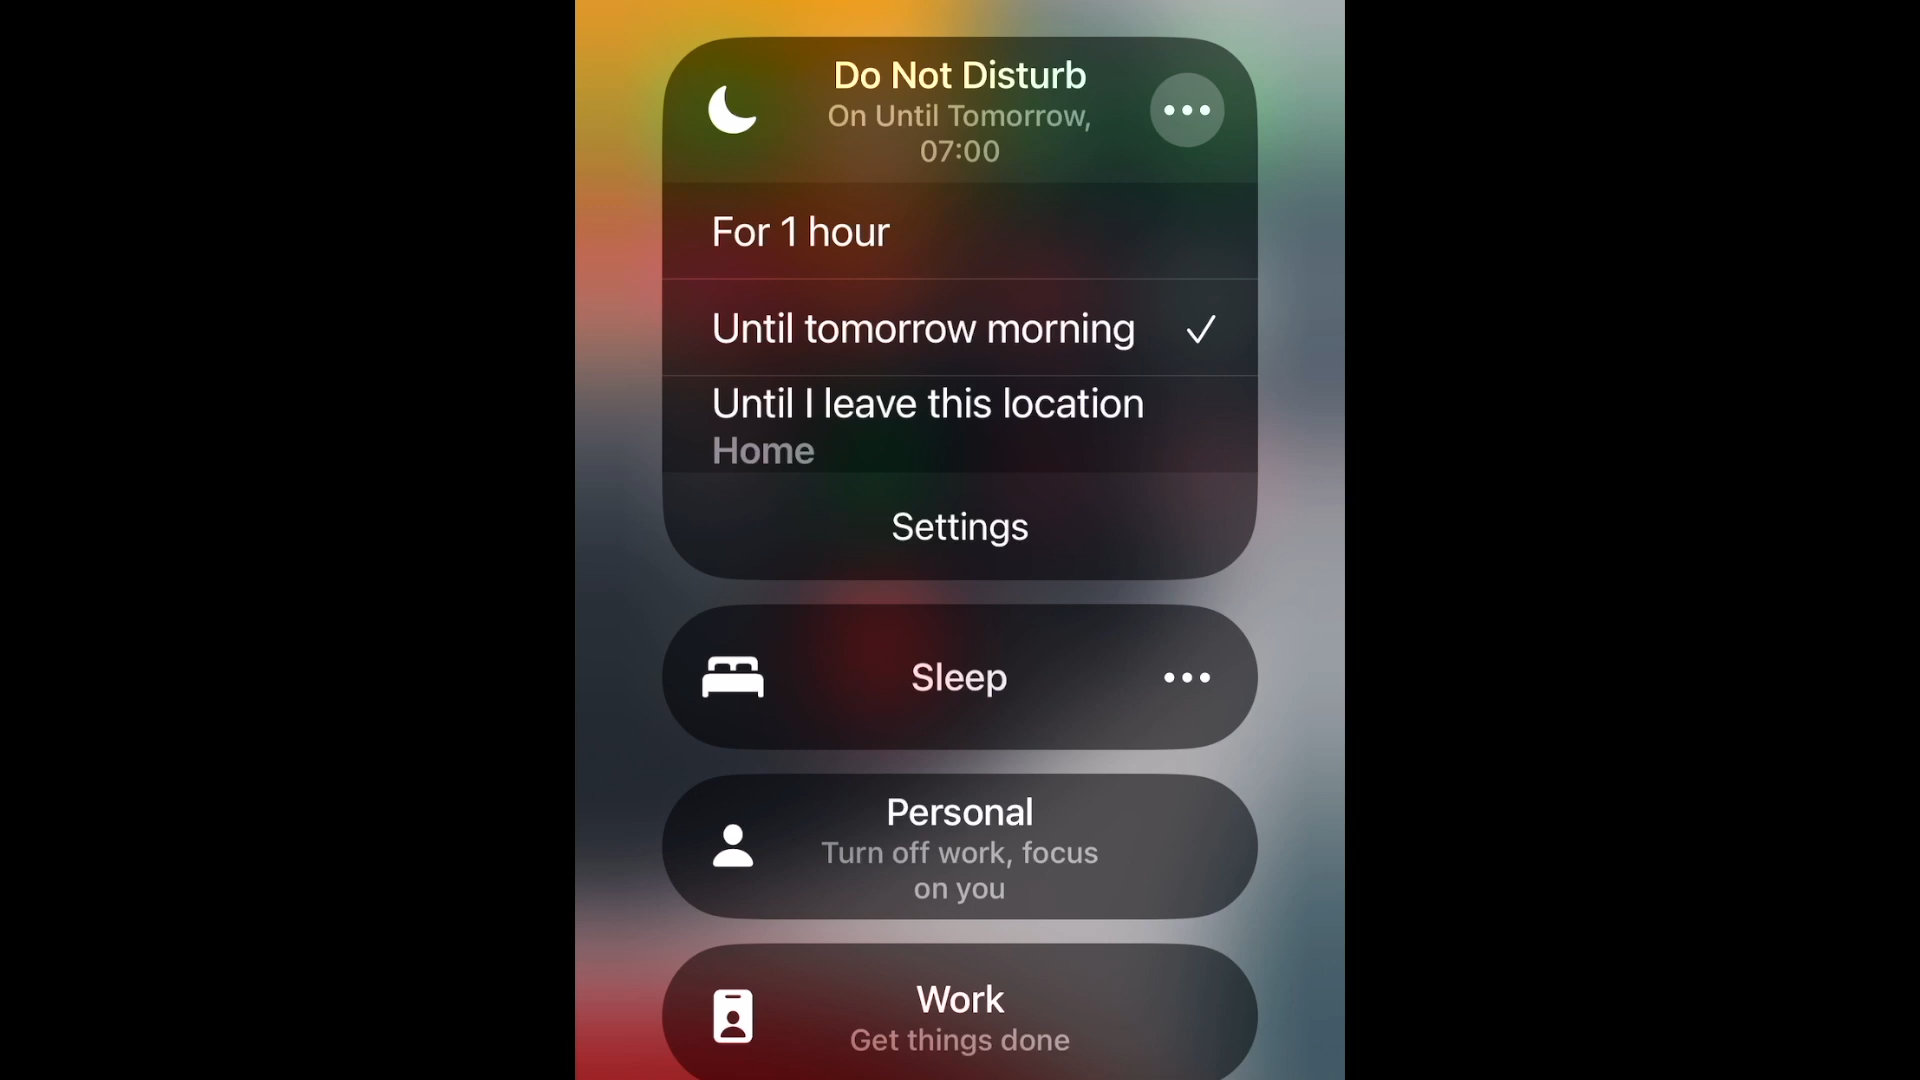 Do Not Disturb
On Until Tomorrow,
07:00
For 1 hour
Until tomorrow morning
Until I leave this location
Home
Settings
Sleep
Personal
Turn off work, focus
on you
Work
Get things done